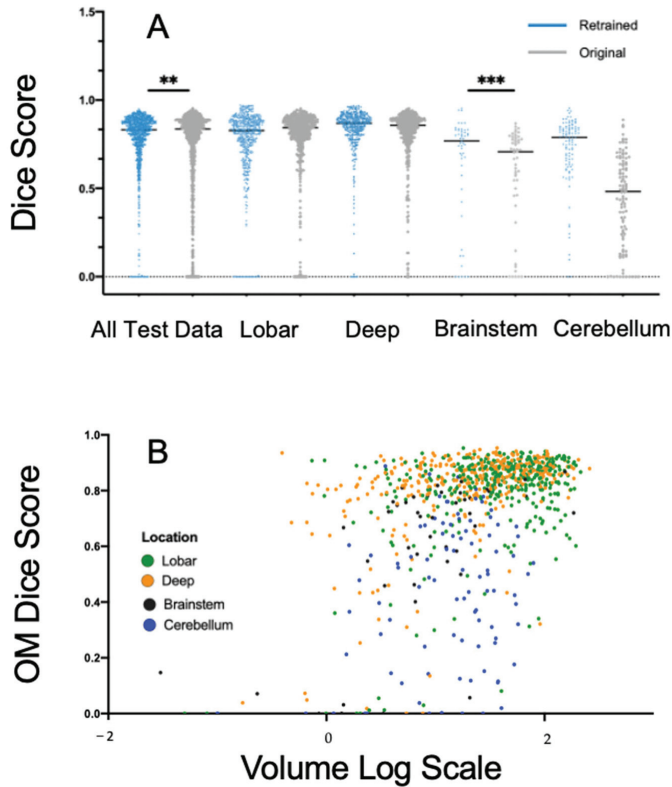 A
Retrained
Original
Dice Score
1.5
1.0
0.5
0.0
**
***
All Test Data Lobar Deep Brainstem Cerebellum
B
OM Dice Score
1.0
0.8
0.6
0.4
0.2
0.0
Location
Lobar
Deep
Brainstem
Cerebellum
−2 0 2
Volume Log Scale